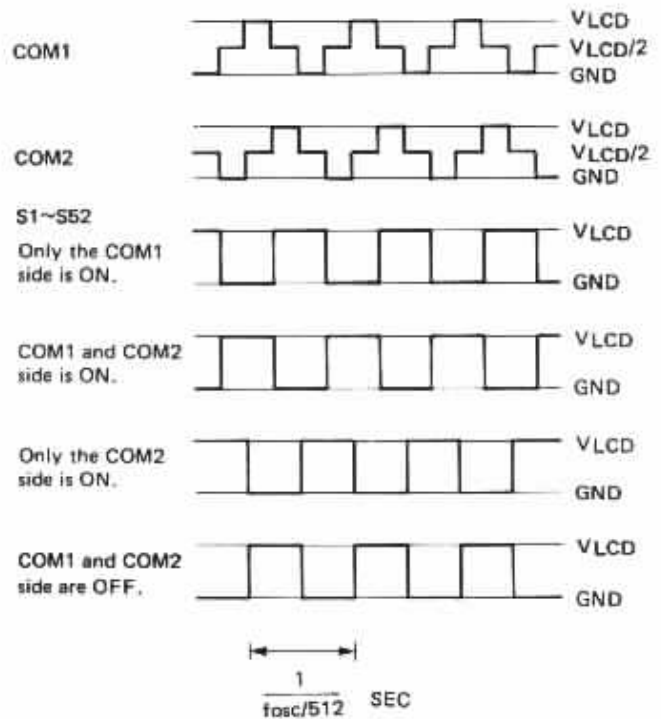 VLCD
COM1
VLCD/2
GND
VLCD
COM2
VLCD/2
GND
S1~S52
Only the COM1
side is ON.
VLCD
GND
COM1 and COM2
side is ON.
VLCD
GND
Only the COM2
side is ON.
VLCD
GND
COM1 and COM2
side are OFF.
VLCD
GND
1
fosc/512
SEC